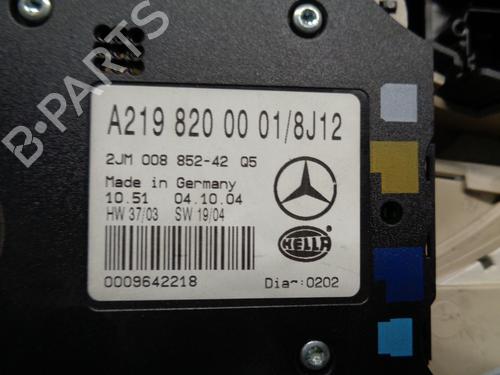 B-PARTS
A219 820 00 01/8J12
2JM 008 852-42 Q5
Made in Germany
10.51 04.10.04
HW 37/03 SW 19/04
HELLA
0009642218
Dia~:0202